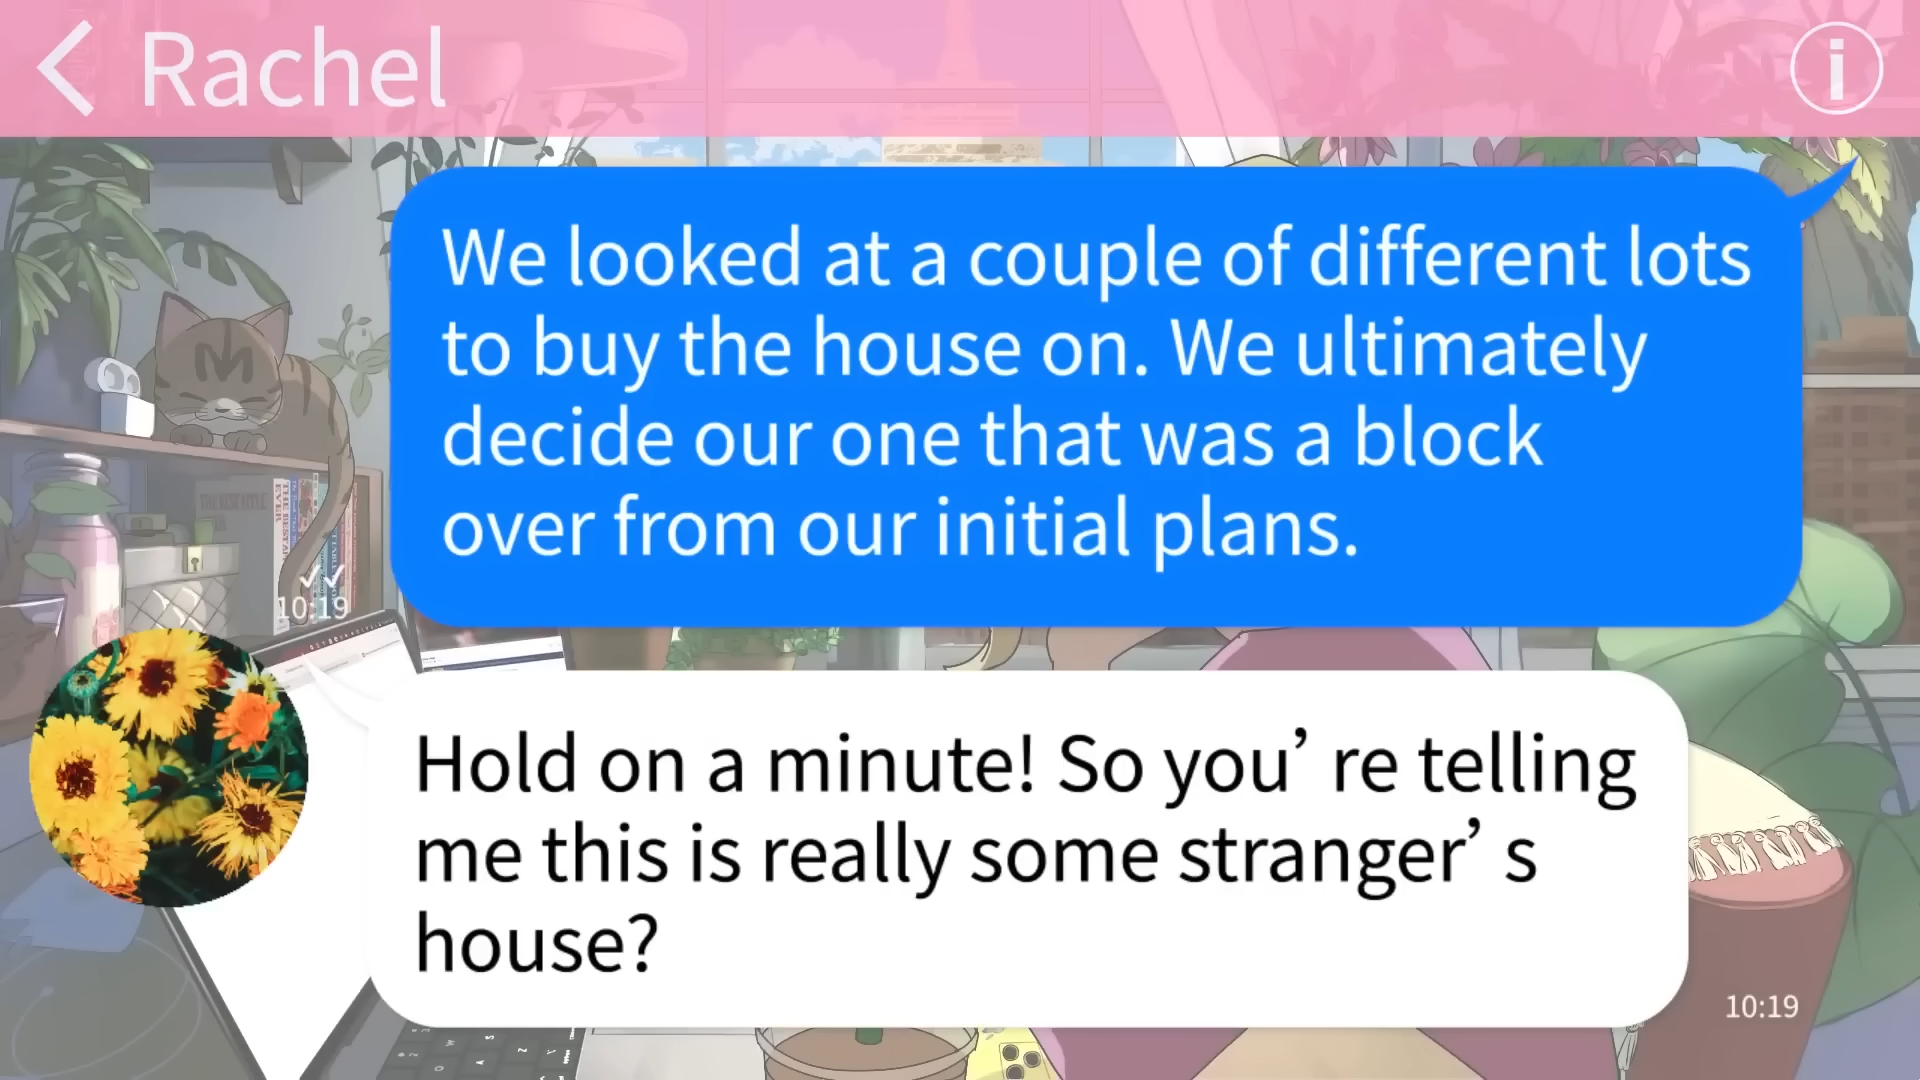 Rachel
We looked at a couple of different lots
to buy the house on. We ultimately
decide our one that was a block
over from our initial plans.
10:19
Hold on a minute! So you’ re telling
me this is really some stranger’ s
house?
10:19